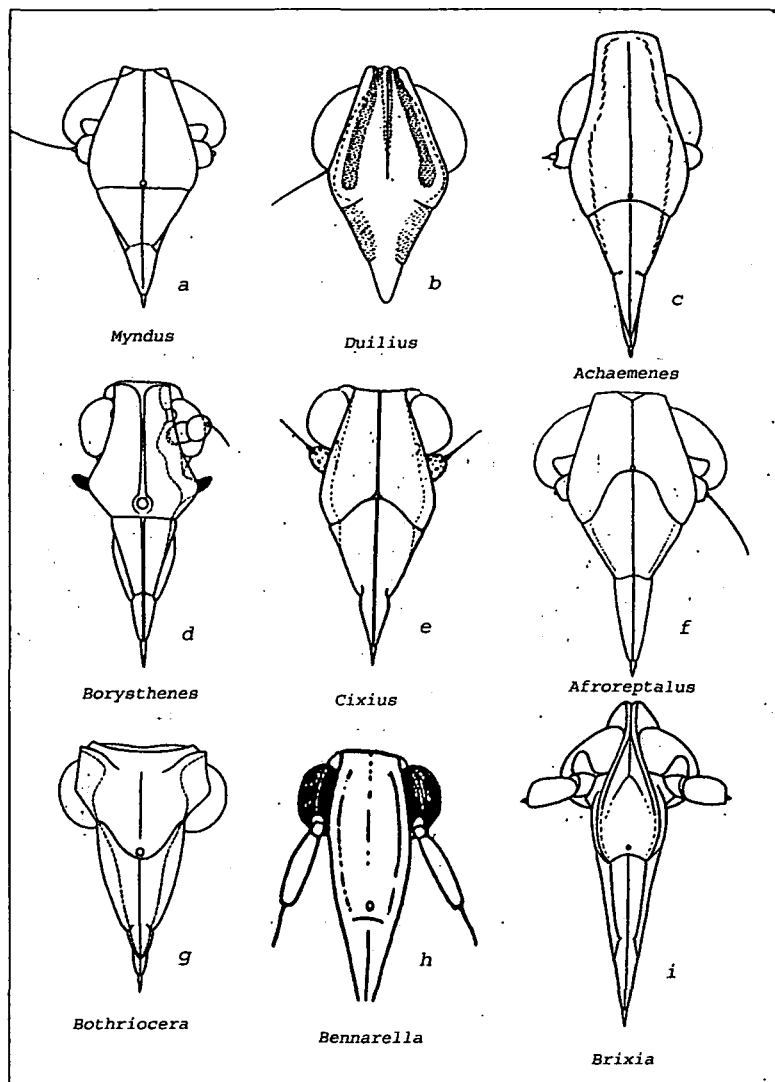 a
Myndus
b
Duilius
c
Achaemenes
d
Borysthenes
e
Cixius
f
Afroreptalus
g
Bothriocera
h
Bennarella
i
Brixia